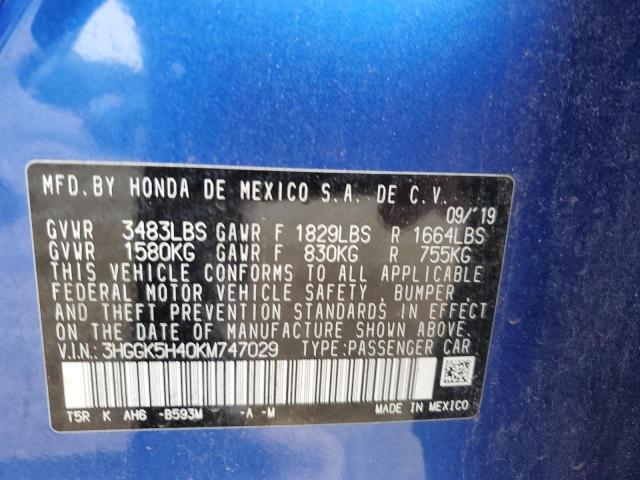 MFD. BY HONDA DE MEXICO S.A. DE C.V.
09/'19
GVWR 3483LBS GAWR F 1829LBS R 1664LBS
GVWR 1580KG GAWR F 830KG R 755KG
THIS VEHICLE CONFORMS TO ALL APPLICABLE
FEDERAL MOTOR VEHICLE SAFETY, BUMPER,
AND THEFT PREVENTION STANDARDS IN EFFECT
ON THE DATE OF MANUFACTURE SHOWN ABOVE.
V.I.N.: 3HGGK5H40KM747029 TYPE:PASSENGER CAR
T5R K AH6 -B593M -A -M MADE IN MEXICO